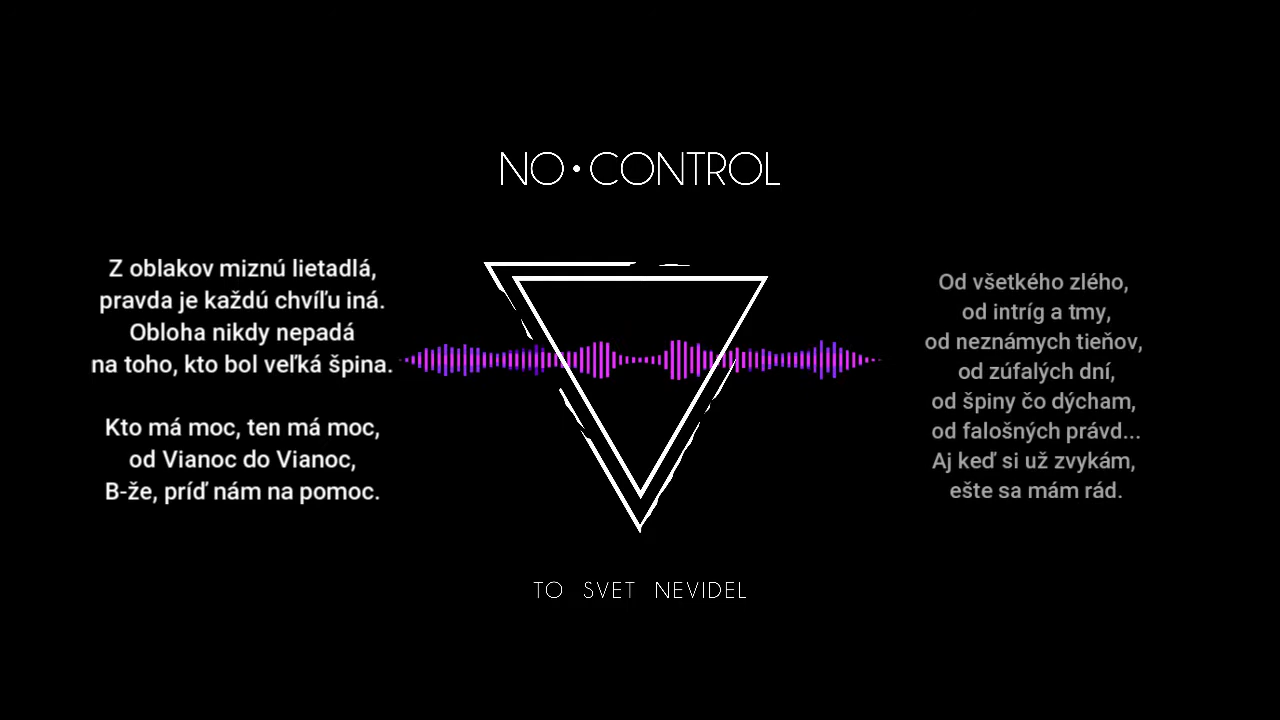 NO•CONTROL
Z oblakov miznú lietadlá,
pravda je každú chvíľu iná.
Obloha nikdy nepadá
na toho, kto bol veľká špina.
Kto má moc, ten má moc,
od Vianoc do Vianoc,
B-že, príď nám na pomoc.
Od všetkého zlého,
od intríg a tmy,
od neznámych tieňov,
od zúfalých dní,
od špiny čo dýcham,
od falošných právd...
Aj keď si už zvykám,
ešte sa mám rád.
TO SVET NEVIDEL